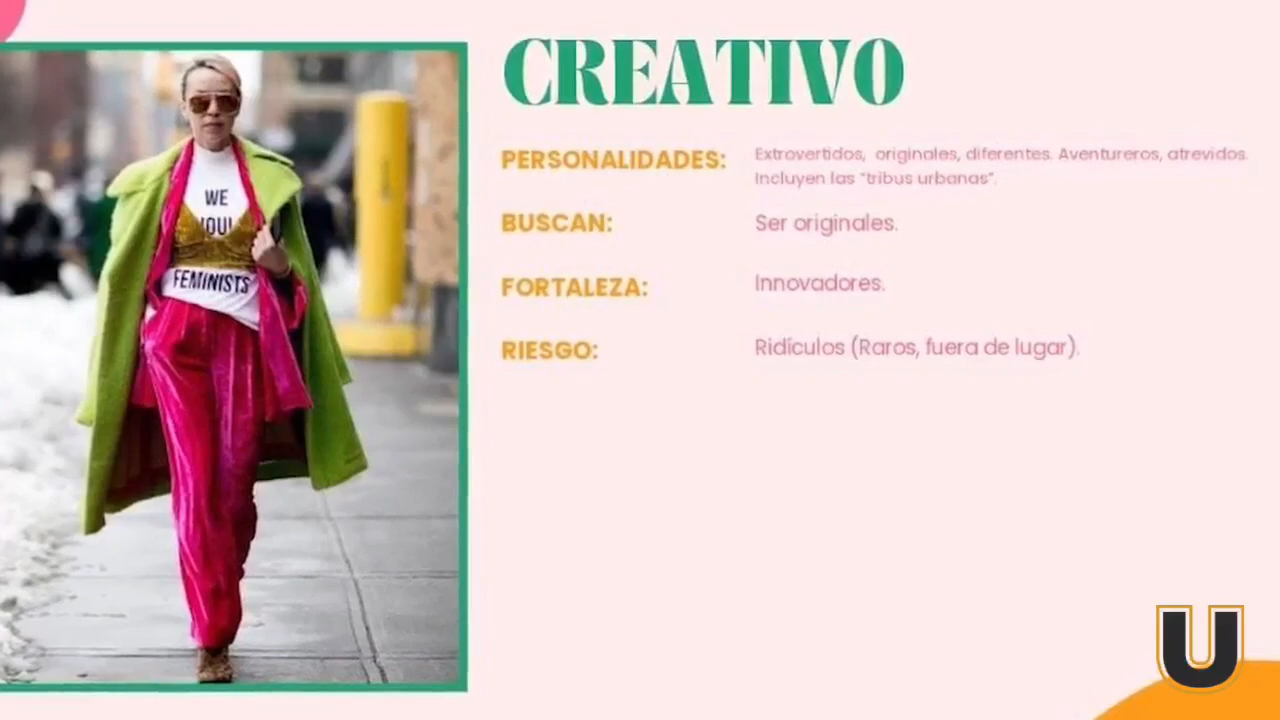 CREATIVO
PERSONALIDADES:
Extrovertidos, originales, diferentes. Aventureros, atrevidos.
Incluyen las "tribus urbanas".
BUSCAN:
Ser originales.
FORTALEZA:
Innovadores.
RIESGO:
Ridículos (Raros, fuera de lugar).
WE
FEMINISTS
U